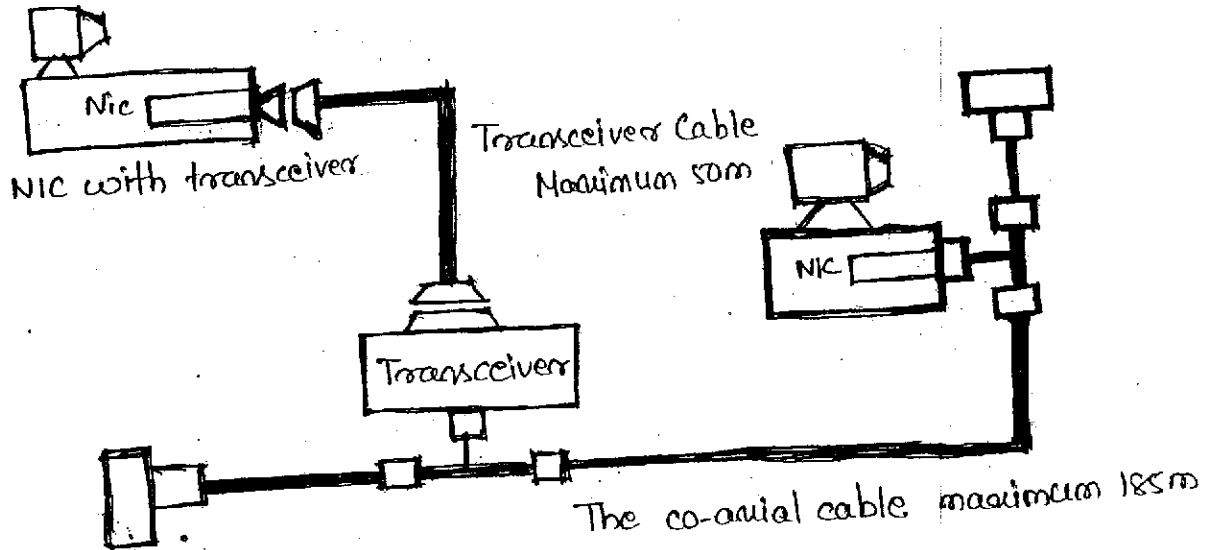 Nic
NIC with transceiver
Transceiver Cable
Maximum 50m
NIC
Transceiver
The co-axial cable maximum 185m